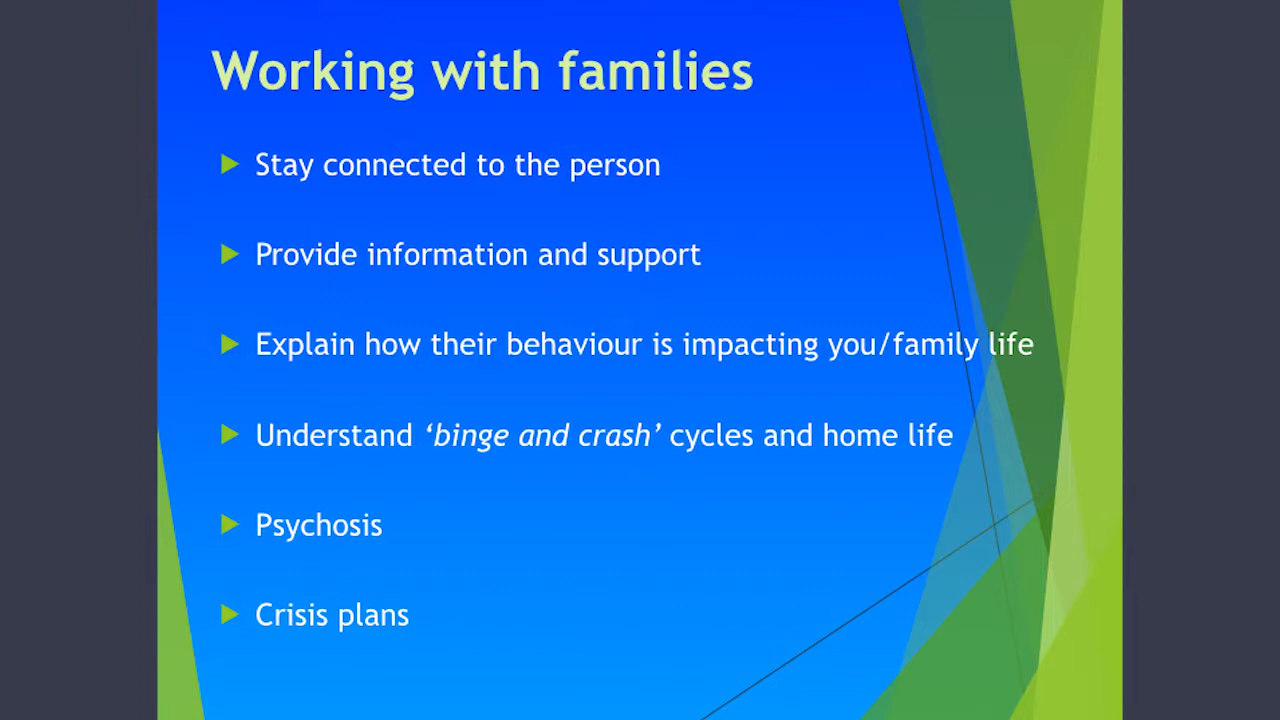 Working with families
Stay connected to the person
Provide information and support
Explain how their behaviour is impacting you/family life
Understand ‘binge and crash’ cycles and home life
Psychosis
Crisis plans